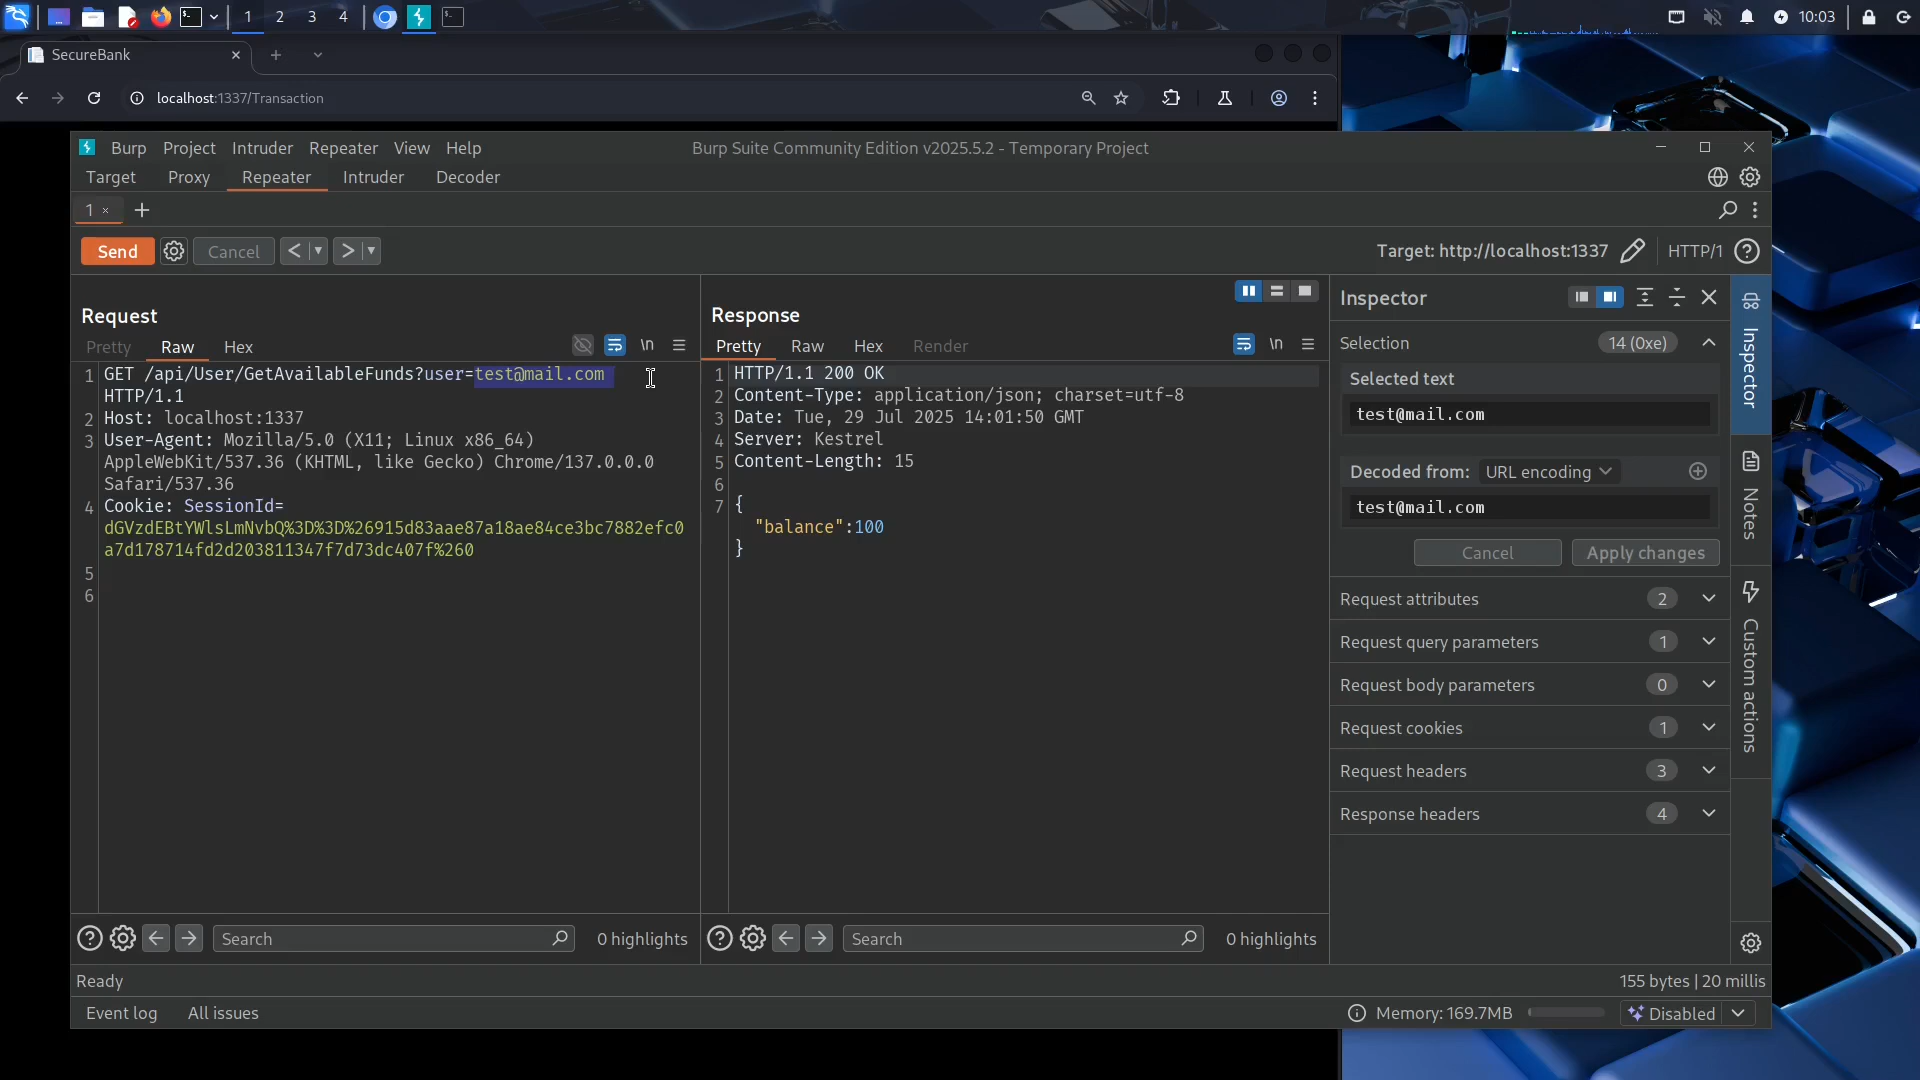 1 2 3 4
10:03
SecureBank
localhost:1337/Transaction
Burp Project Intruder Repeater View Help
Burp Suite Community Edition v2025.5.2 - Temporary Project
Target Proxy Repeater Intruder Decoder
1 ×
Send Cancel < >
Target: http://localhost:1337 HTTP/1
Request
Pretty Raw Hex
\n
1 GET /api/User/GetAvailableFunds?user=test@mail.com
HTTP/1.1
2 Host: localhost:1337
3 User-Agent: Mozilla/5.0 (X11; Linux x86_64)
AppleWebKit/537.36 (KHTML, like Gecko) Chrome/137.0.0.0
Safari/537.36
4 Cookie: SessionId=
dGVzdEBtYWlsLmNvbQ%3D%3D%26915d83aae87a18ae84ce3bc7882efc0
a7d178714fd2d203811347f7d73dc407f%260
5
6
Search
0 highlights
Response
Pretty Raw Hex Render
\n
1 HTTP/1.1 200 OK
2 Content-Type: application/json; charset=utf-8
3 Date: Tue, 29 Jul 2025 14:01:50 GMT
4 Server: Kestrel
5 Content-Length: 15
6
7 {
"balance":100
}
Search
0 highlights
Inspector
Selection 14 (0xe)
Selected text
test@mail.com
Decoded from: URL encoding
test@mail.com
Cancel Apply changes
Request attributes 2
Request query parameters 1
Request body parameters 0
Request cookies 1
Request headers 3
Response headers 4
Inspector
Notes
Custom actions
Ready
155 bytes | 20 millis
Event log All issues
Memory: 169.7MB
Disabled